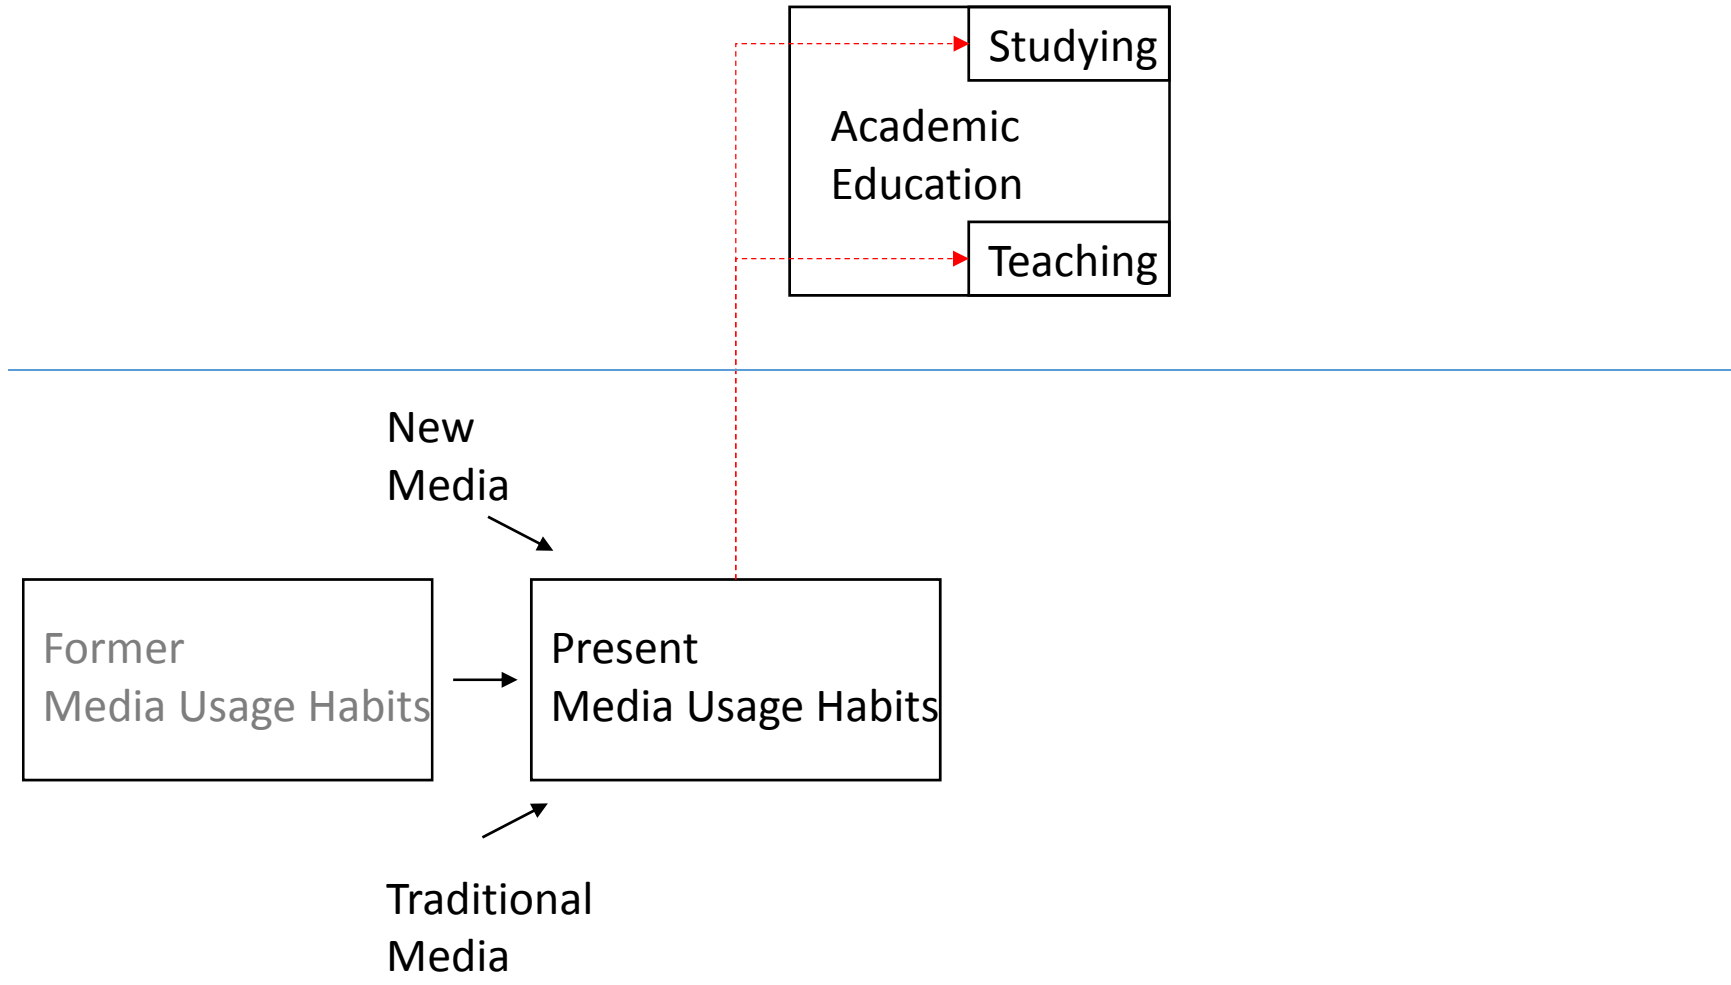 Studying
Academic
Education
Teaching
New
Media
Former
Media Usage Habits
Present
Media Usage Habits
Traditional
Media